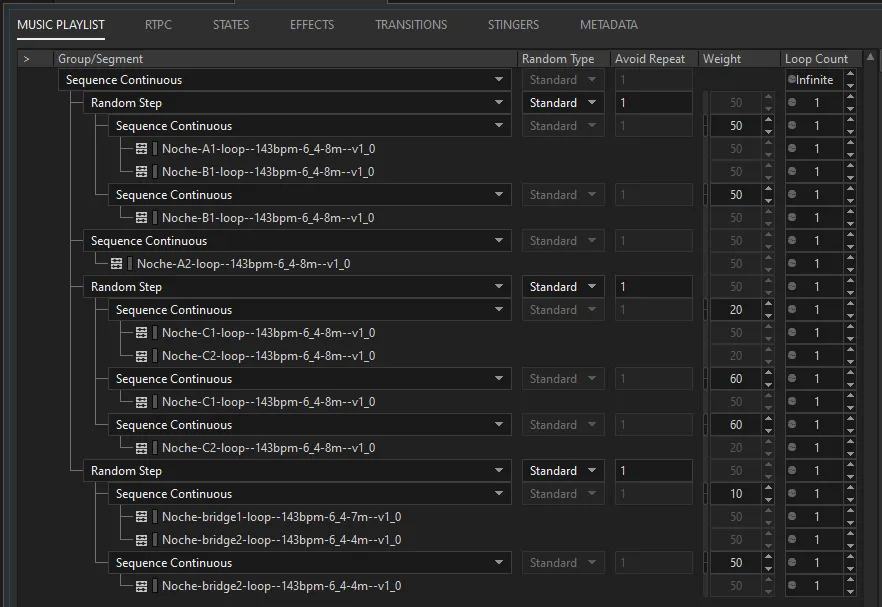 MUSIC PLAYLIST RTPC STATES EFFECTS TRANSITIONS STINGERS METADATA
> Group/Segment Random Type Avoid Repeat Weight Loop Count
Sequence Continuous Standard 1 Infinite
Random Step Standard 1 50 1
Sequence Continuous Standard 1 50 1
Noche-A1-loop--143bpm-6_4-8m--v1_0 50 1
Noche-B1-loop--143bpm-6_4-8m--v1_0 50 1
Sequence Continuous Standard 1 50 1
Noche-B1-loop--143bpm-6_4-8m--v1_0 50 1
Sequence Continuous Standard 1 50 1
Noche-A2-loop--143bpm-6_4-8m--v1_0 50 1
Random Step Standard 1 50 1
Sequence Continuous Standard 1 20 1
Noche-C1-loop--143bpm-6_4-8m--v1_0 50 1
Noche-C2-loop--143bpm-6_4-8m--v1_0 20 1
Sequence Continuous Standard 1 60 1
Noche-C1-loop--143bpm-6_4-8m--v1_0 50 1
Sequence Continuous Standard 1 60 1
Noche-C2-loop--143bpm-6_4-8m--v1_0 20 1
Random Step Standard 1 50 1
Sequence Continuous Standard 1 10 1
Noche-bridge1-loop--143bpm-6_4-7m--v1_0 50 1
Noche-bridge2-loop--143bpm-6_4-4m--v1_0 50 1
Sequence Continuous Standard 1 50 1
Noche-bridge2-loop--143bpm-6_4-4m--v1_0 50 1